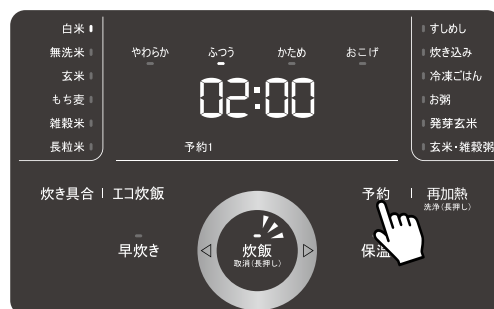 白米
無洗米
玄米
もち麦
雑穀米
長粒米
やわらか ふつう かため おこげ
02:00
予約1
すしめし
炊き込み
冷凍ごはん
お粥
発芽玄米
玄米・雑穀粥
炊き具合 | エコ炊飯
早炊き
炊飯
取消(長押し)
予約 | 再加熱
洗浄(長押し)
保温